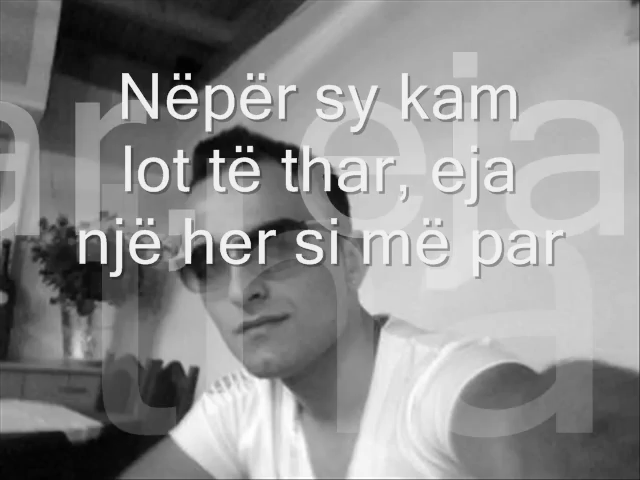 Nëpër sy kam
lot të thar, eja
një her si më par